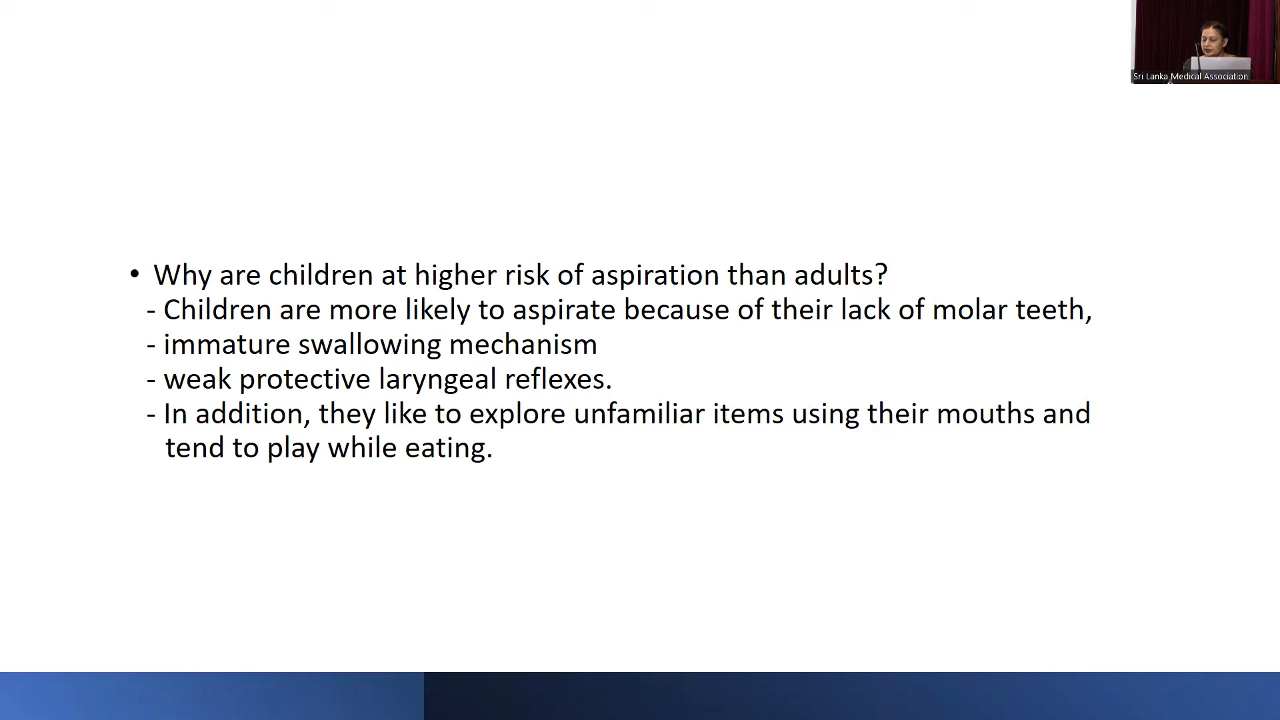 Sri Lanka Medical Association
• Why are children at higher risk of aspiration than adults?
- Children are more likely to aspirate because of their lack of molar teeth,
- immature swallowing mechanism
- weak protective laryngeal reflexes.
- In addition, they like to explore unfamiliar items using their mouths and
tend to play while eating.